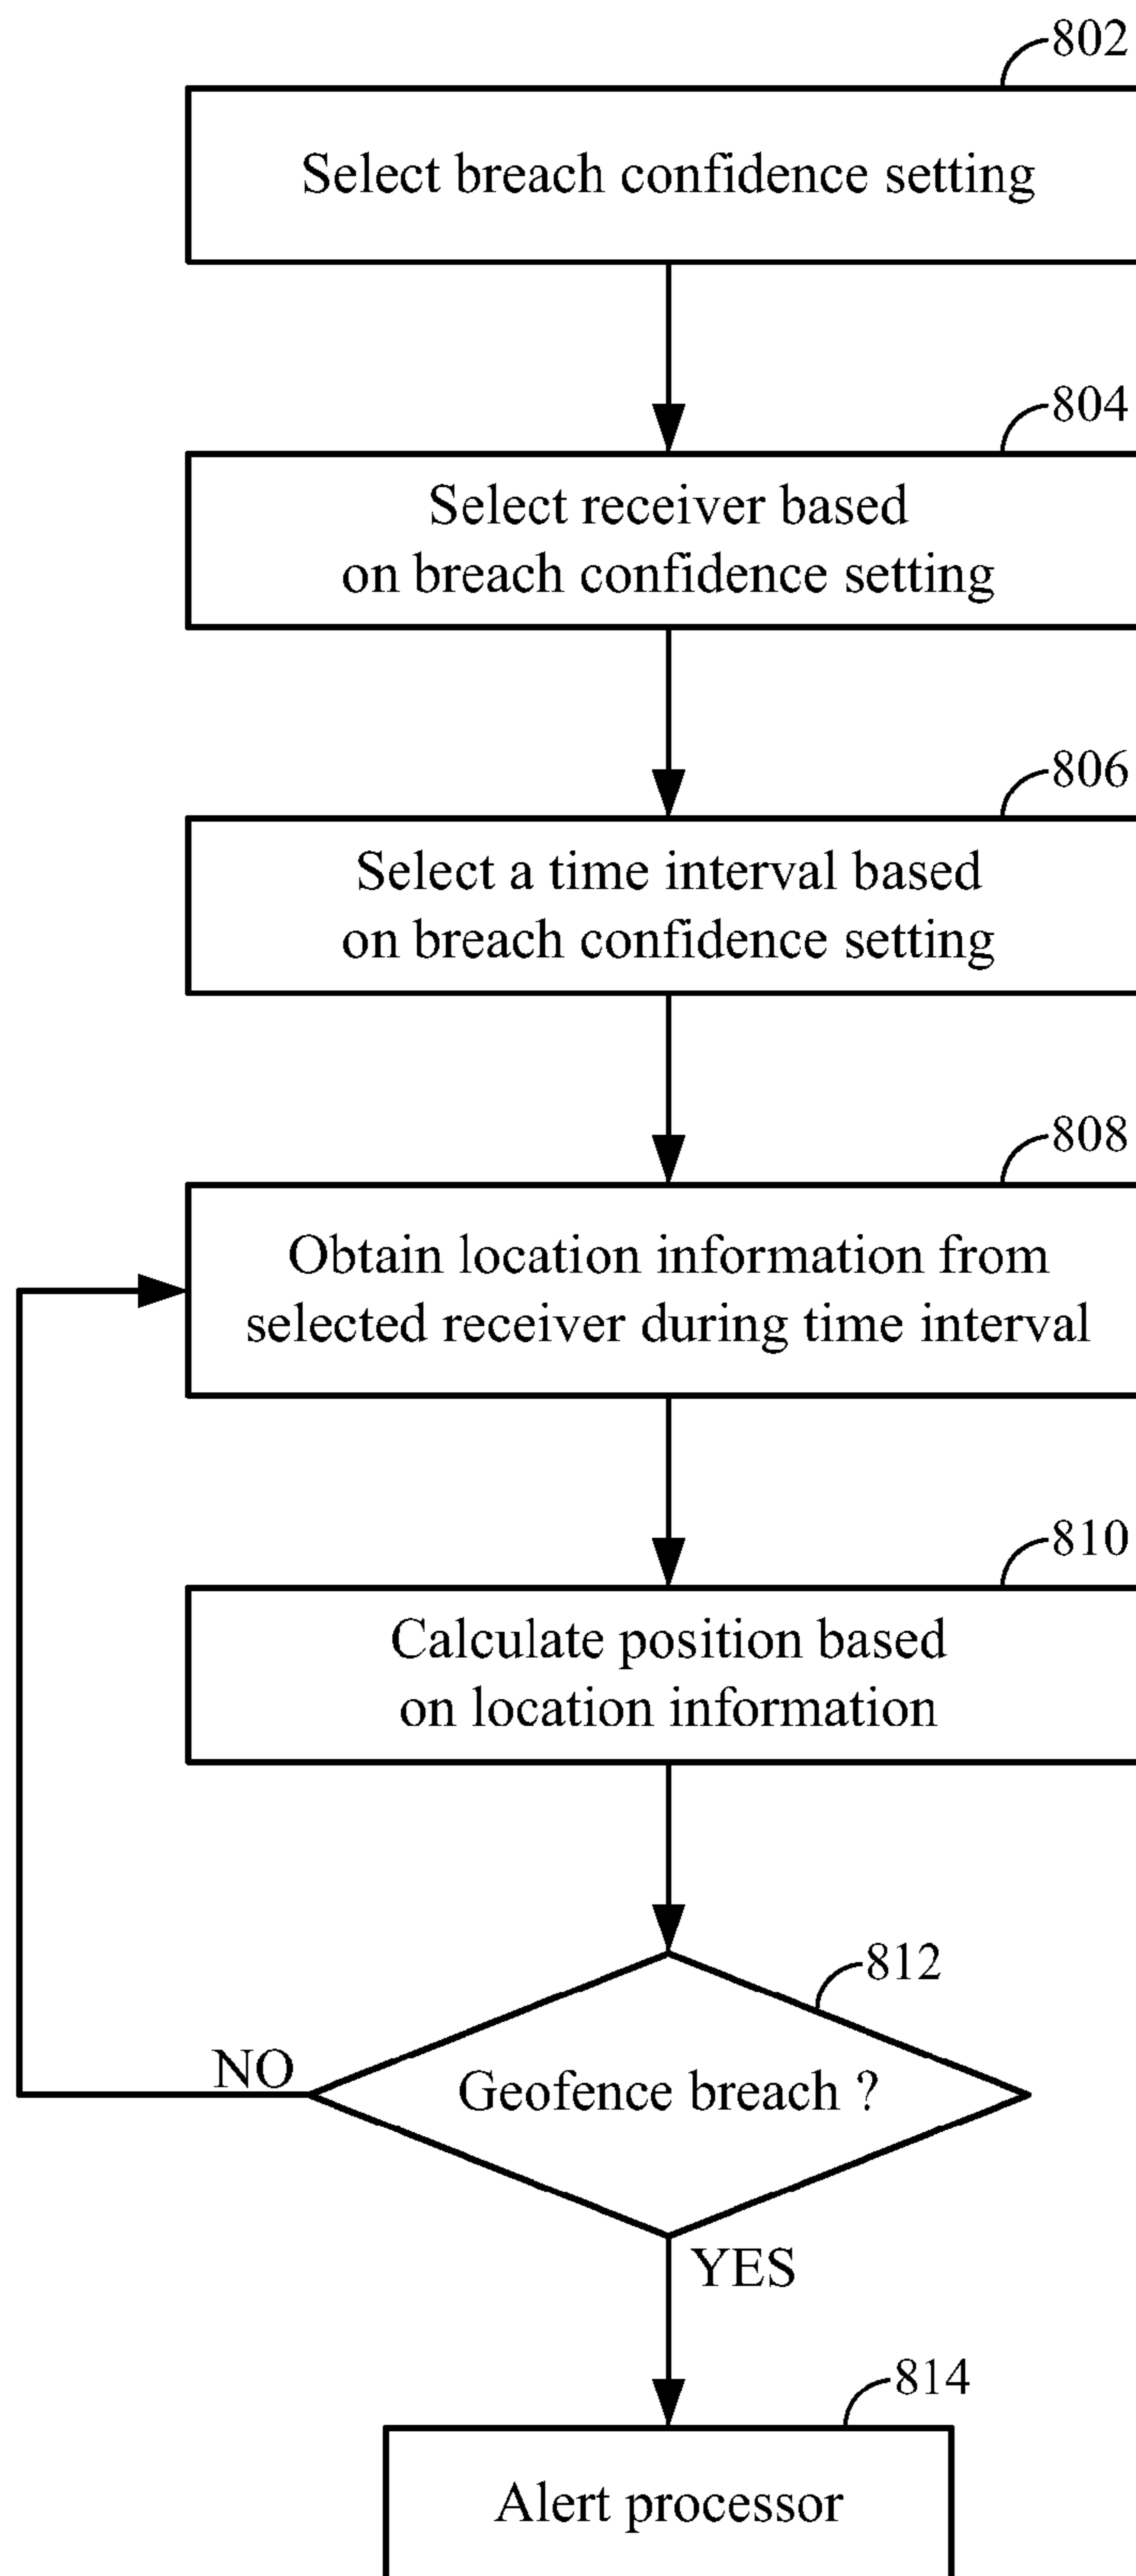 802
Select breach confidence setting
804
Select receiver based
on breach confidence setting
806
Select a time interval based
on breach confidence setting
808
Obtain location information from
selected receiver during time interval
810
Calculate position based
on location information
812
Geofence breach ?
NO
YES
814
Alert processor